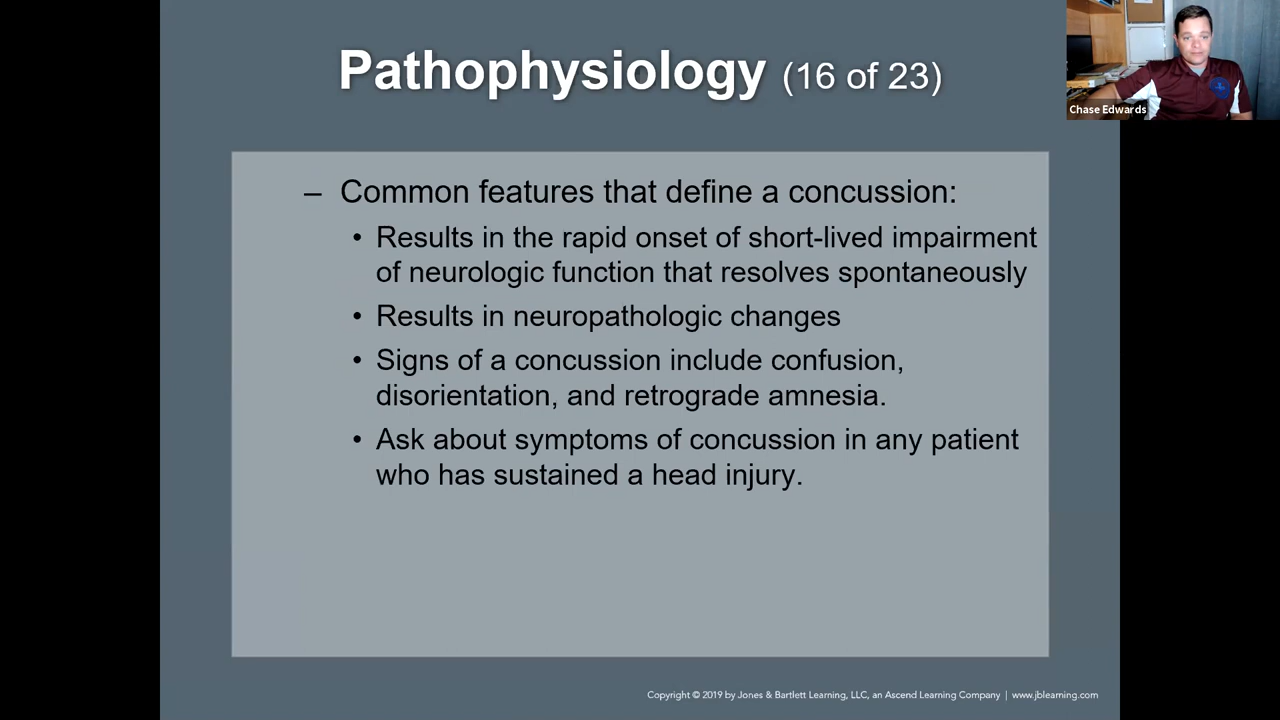 Pathophysiology (16 of 23)
Chase Edwards
– Common features that define a concussion:
• Results in the rapid onset of short-lived impairment
of neurologic function that resolves spontaneously
• Results in neuropathologic changes
• Signs of a concussion include confusion,
disorientation, and retrograde amnesia.
• Ask about symptoms of concussion in any patient
who has sustained a head injury.
Copyright © 2019 by Jones & Bartlett Learning, LLC, an Ascend Learning Company | www.jblearning.com